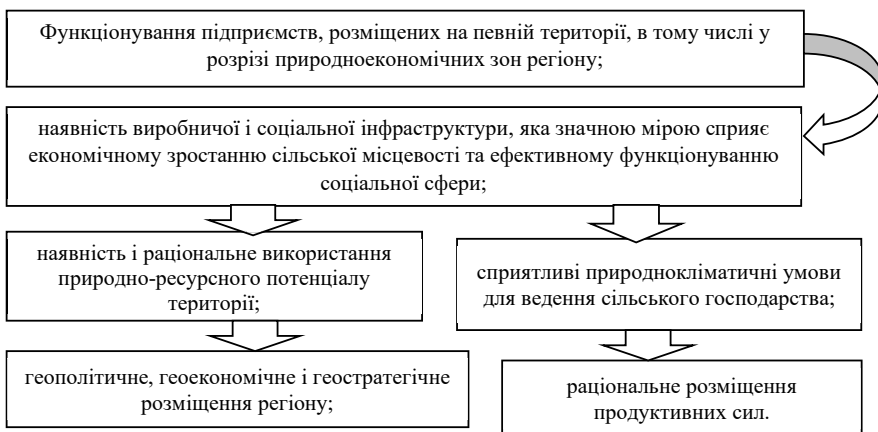 Функціонування підприємств, розміщених на певній території, в тому числі у
розрізі природноекономічних зон регіону;
наявність виробничої і соціальної інфраструктури, яка значною мірою сприяє
економічному зростанню сільської місцевості та ефективному функціонуванню
соціальної сфери;
наявність і раціональне використання
природно-ресурсного потенціалу
території;
сприятливі природнокліматичні умови
для ведення сільського господарства;
геополітичне, геоекономічне і геостратегічне
розміщення регіону;
раціональне розміщення
продуктивних сил.